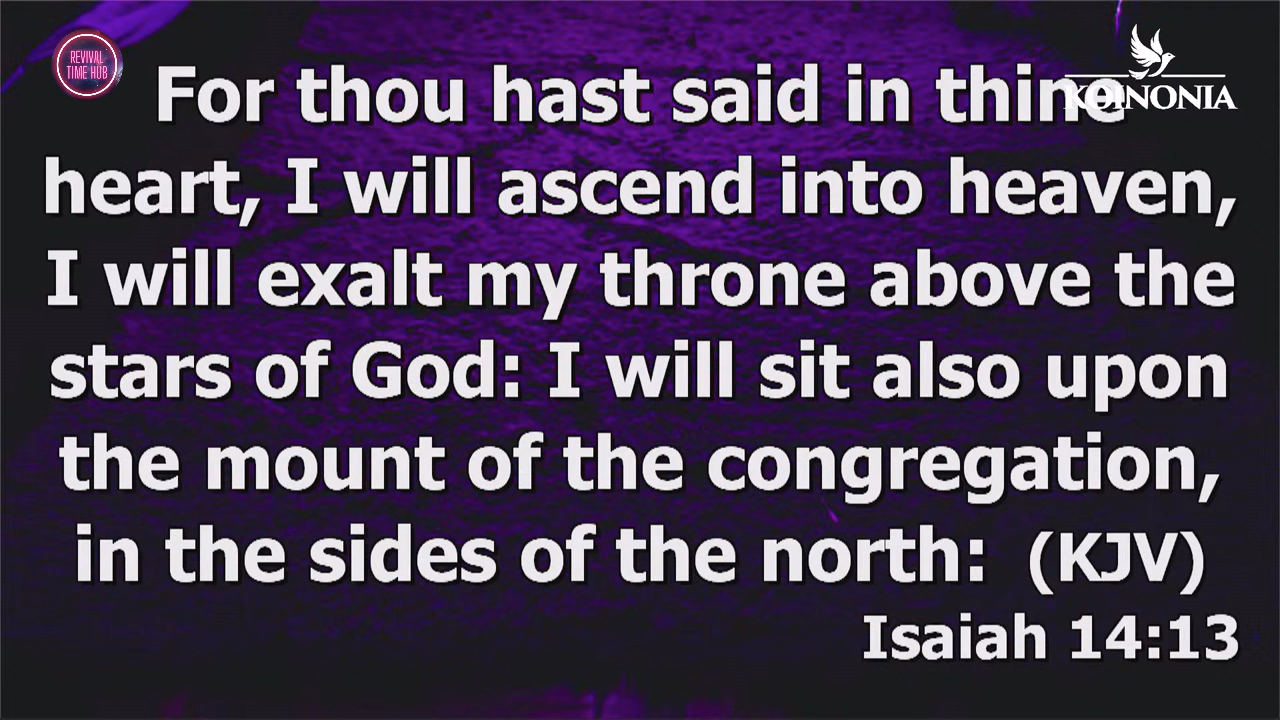 REVIVAL
TIME HUB
KOINONIA
For thou hast said in thine
heart, I will ascend into heaven,
I will exalt my throne above the
stars of God: I will sit also upon
the mount of the congregation,
in the sides of the north: (KJV)
Isaiah 14:13